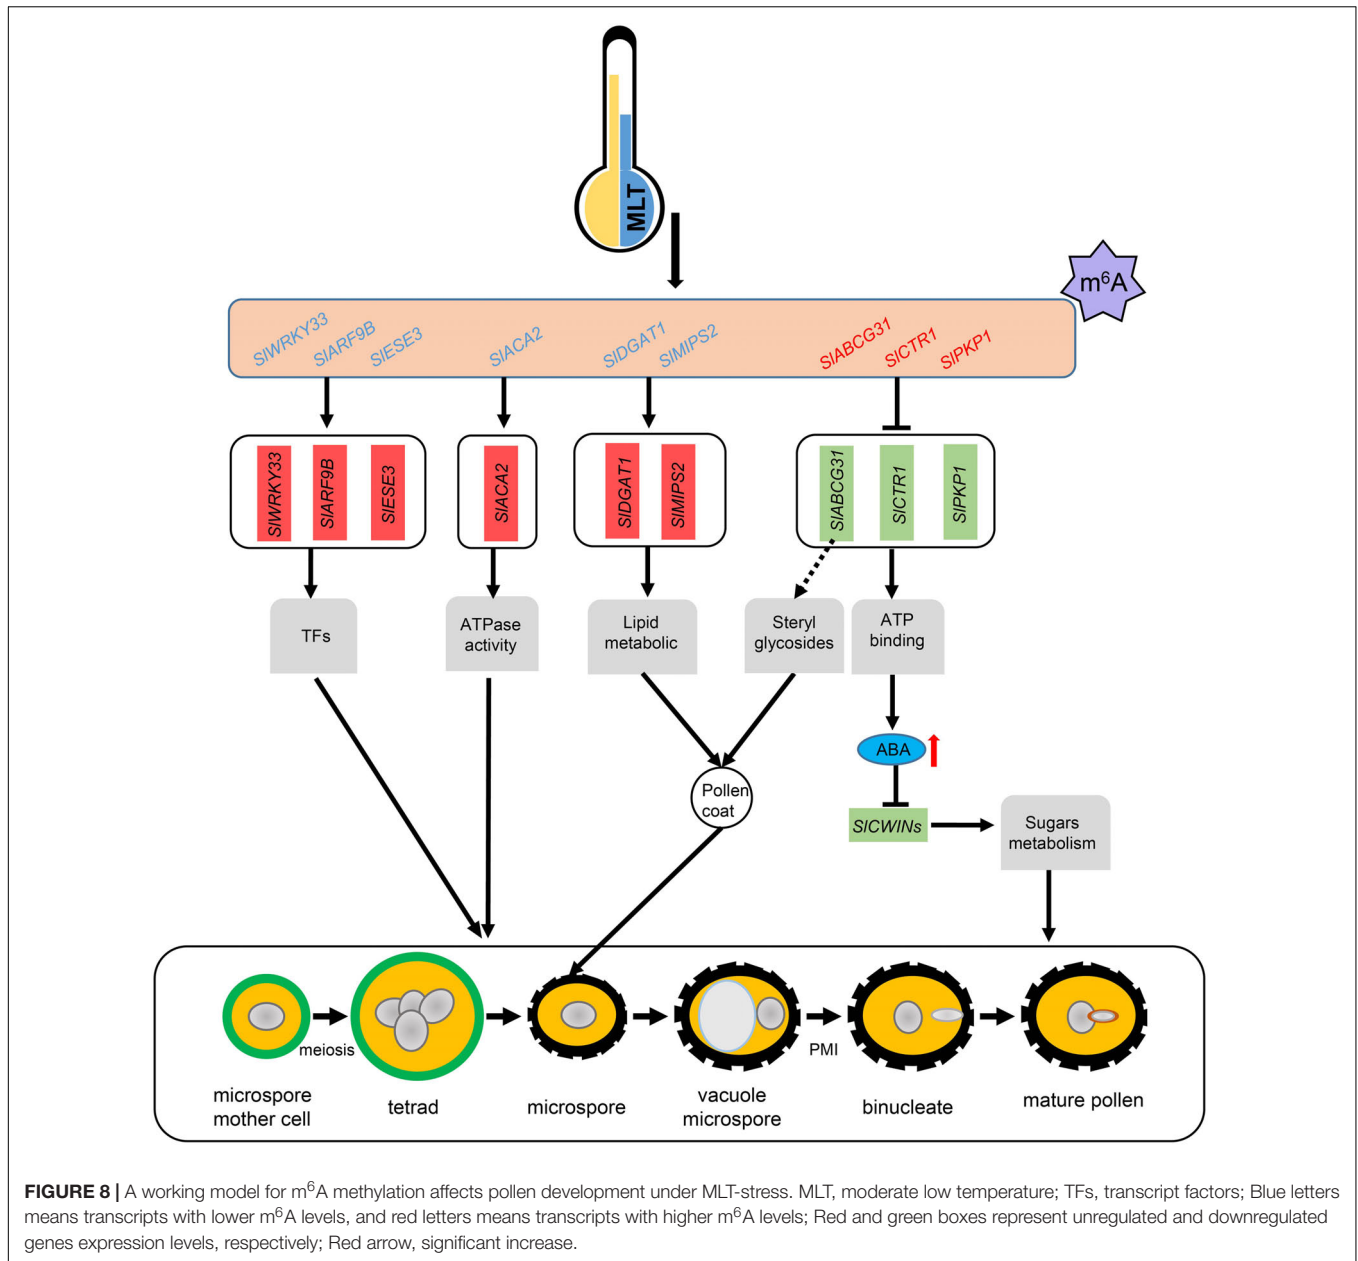 MLT
m⁶A
SlWRKY33 SlARF9B SlESE3 SlACA2 SlDGAT1 SlMIPS2 SlABCG31 SlCTR1 SlPKP1
SlWRKY33 SlARF9B SlESE3 SlACA2 SlDGAT1 SlMIPS2 SlABCG31 SlCTR1 SlPKP1
TFs
ATPase
activity
Lipid
metabolic
Steryl
glycosides
ATP
binding
ABA
Pollen
coat
SlCWINs
Sugars
metabolism
meiosis
PMI
microspore
mother cell
tetrad
microspore
vacuole
microspore
binucleate
mature pollen
FIGURE 8 | A working model for m⁶A methylation affects pollen development under MLT-stress. MLT, moderate low temperature; TFs, transcript factors; Blue letters
means transcripts with lower m⁶A levels, and red letters means transcripts with higher m⁶A levels; Red and green boxes represent unregulated and downregulated
genes expression levels, respectively; Red arrow, significant increase.